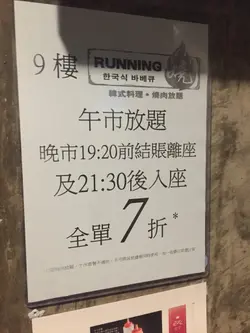 9樓
RUNNING
한국식 바베큐
韓式料理•燒肉放題
午市放題
晚市19:20前結賬離座
及21:30後入座
全單7折*